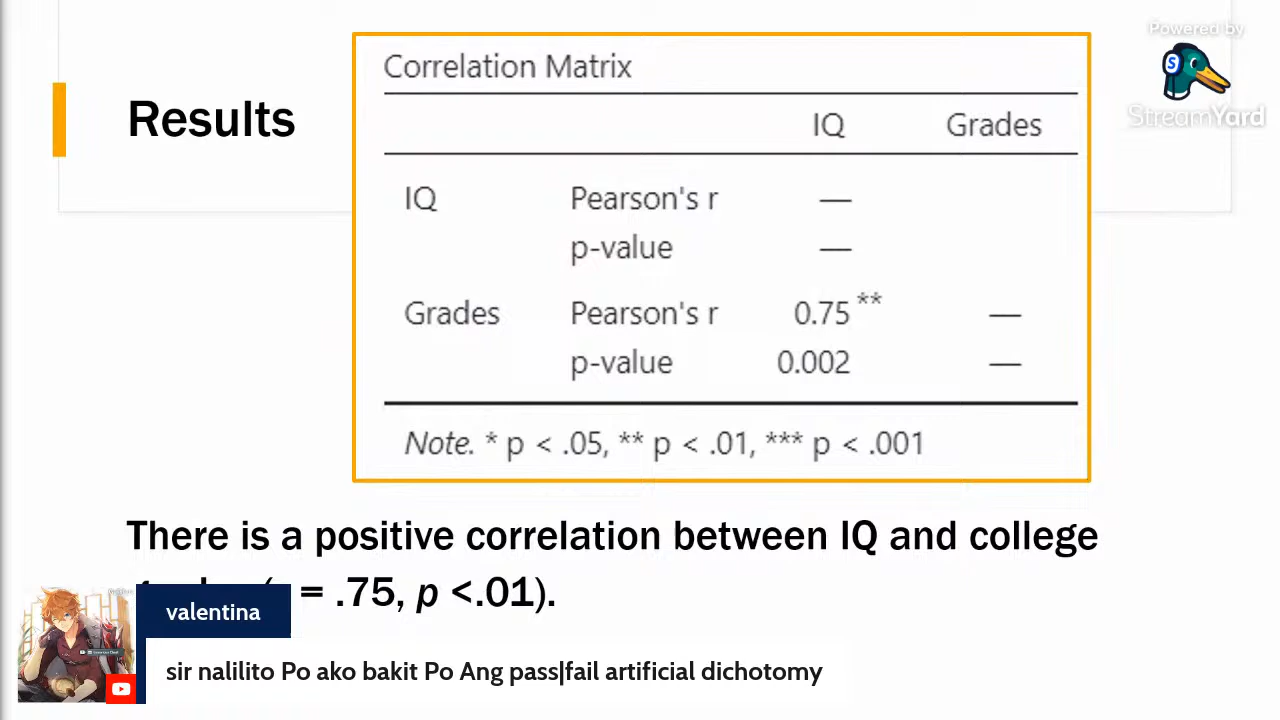 Powered by
StreamYard
Results
Correlation Matrix
IQ Grades
IQ Pearson's r —
p-value —
Grades Pearson's r 0.75** —
p-value 0.002 —
Note. * p < .05, ** p < .01, *** p < .001
There is a positive correlation between IQ and college
= .75, p <.01).
valentina
sir nalilito Po ako bakit Po Ang pass|fail artificial dichotomy